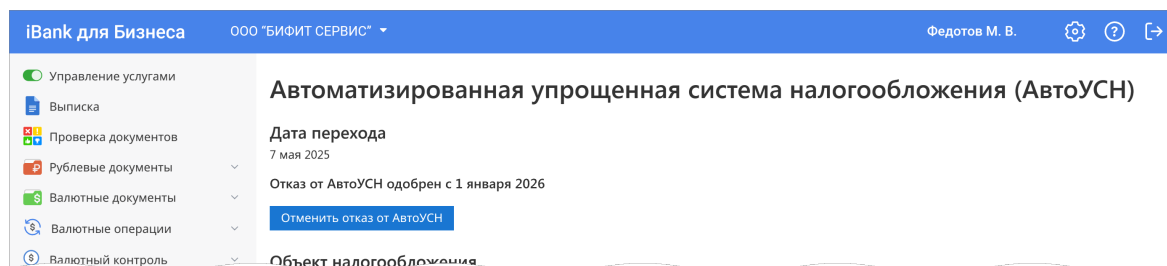 iBank для Бизнеса ООО “БИФИТ СЕРВИС” Федотов М. В.
Управление услугами
Выписка
Проверка документов
Рублевые документы
Валютные документы
Валютные операции
Валютный контроль
Автоматизированная упрощенная система налогообложения (АвтоУСН)
Дата перехода
7 мая 2025
Отказ от АвтоУСН одобрен с 1 января 2026
Отменить отказ от АвтоУСН
Объект налогообложения